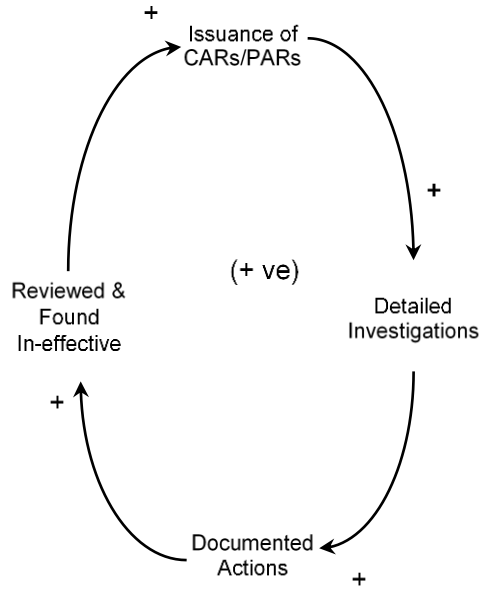 +
Issuance of
CARs/PARs
+
(+ ve)
Reviewed &
Found
In-effective
Detailed
Investigations
+
Documented
Actions
+